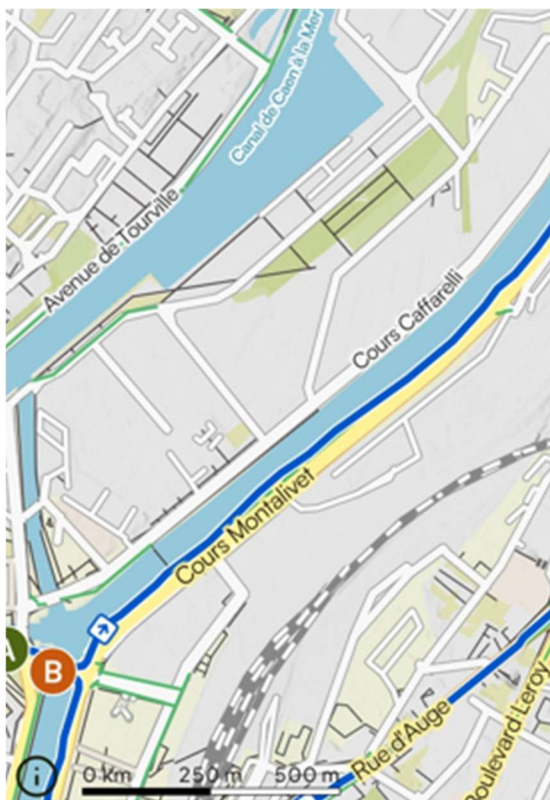 Canal de Caen à la Mer
Avenue de Tourville
Cours Caffarelli
Cours Montalivet
A
B
Rue d'Auge
Boulevard Leroy
i
0 km 250 m 500 m